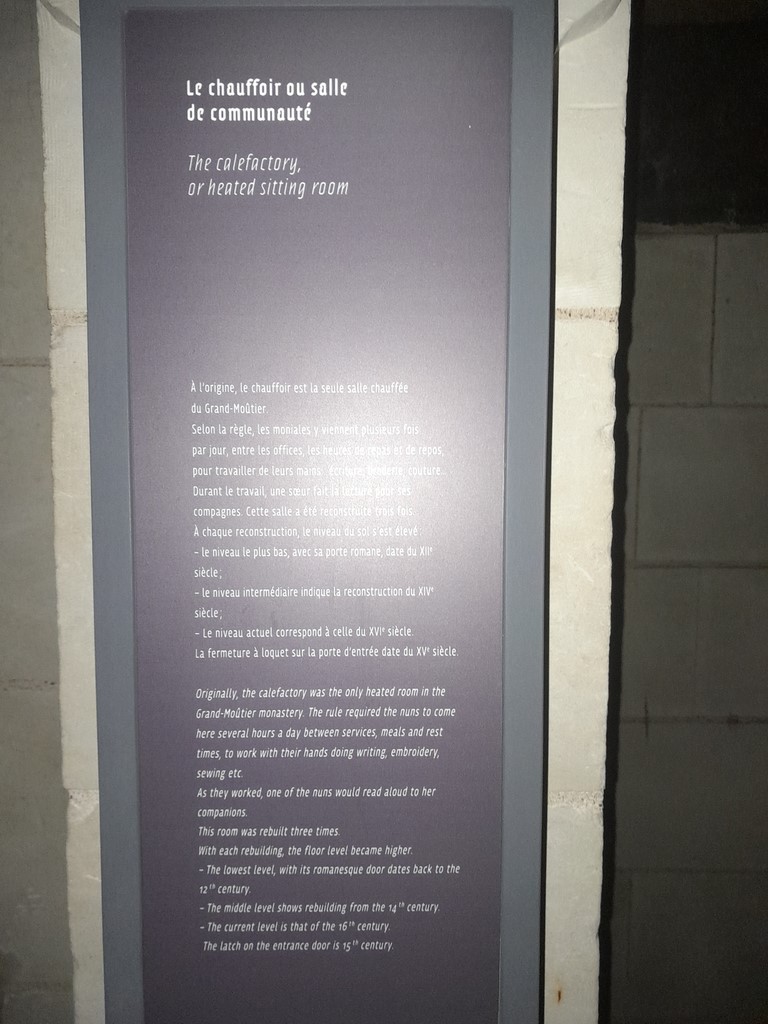 Le chauffoir ou salle
de communauté
The calefactory,
or heated sitting room
À l'origine, le chauffoir est la seule salle chauffée
du Grand-Moûtier.
Selon la règle, les moniales y viennent plusieurs fois
par jour, entre les offices, les heures de repas et de repos,
pour travailler de leurs mains: écriture, broderie, couture...
Durant le travail, une sœur fait la lecture pour ses
compagnes. Cette salle a été reconstruite trois fois.
À chaque reconstruction, le niveau du sol s'est élevé :
– le niveau le plus bas, avec sa porte romane, date du XIIe
siècle;
– le niveau intermédiaire indique la reconstruction du XIVe
siècle;
– Le niveau actuel correspond à celle du XVIe siècle.
La fermeture à loquet sur la porte d'entrée date du XVe siècle.
Originally, the calefactory was the only heated room in the
Grand-Moûtier monastery. The rule required the nuns to come
here several hours a day between services, meals and rest
times, to work with their hands doing writing, embroidery,
sewing etc.
As they worked, one of the nuns would read aloud to her
companions.
This room was rebuilt three times.
With each rebuilding, the floor level became higher.
– The lowest level, with its romanesque door dates back to the
12th century.
– The middle level shows rebuilding from the 14th century.
– The current level is that of the 16th century.
The latch on the entrance door is 15th century.